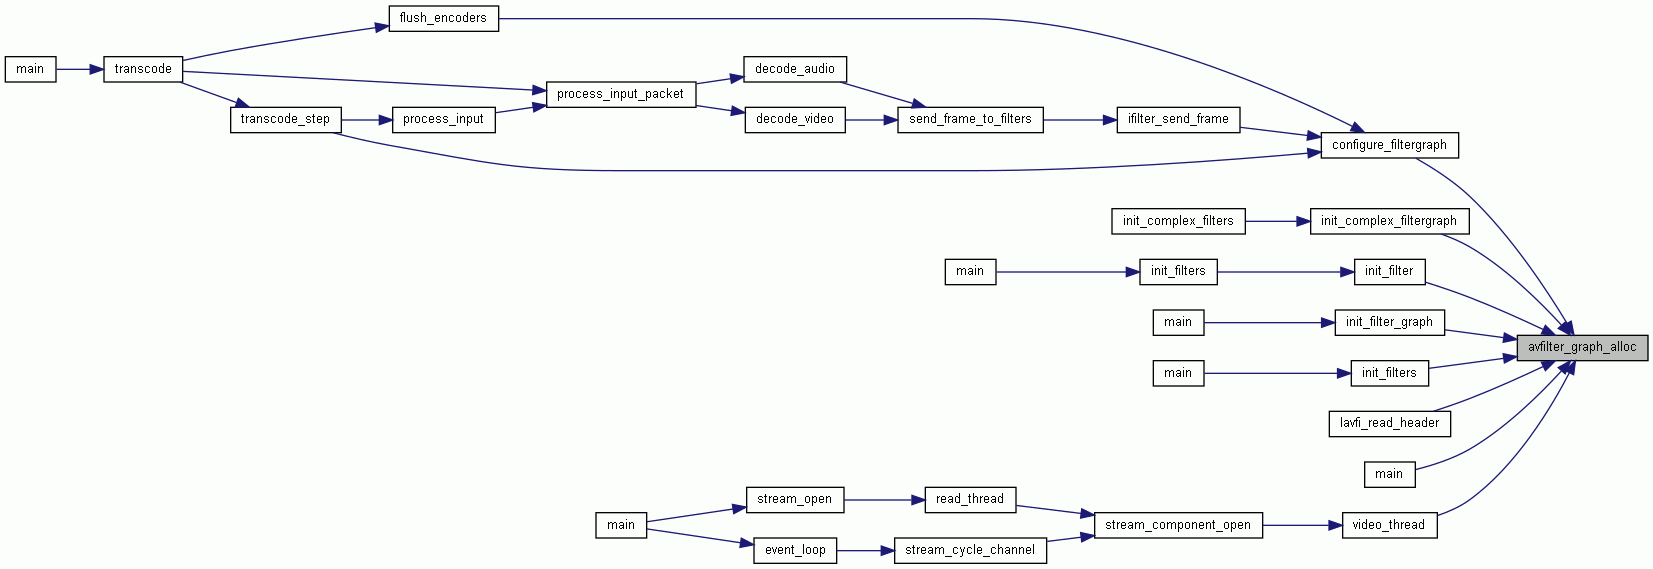 flush_encoders
main
transcode
decode_audio
process_input_packet
transcode_step
process_input
decode_video
send_frame_to_filters
ifilter_send_frame
configure_filtergraph
init_complex_filters
init_complex_filtergraph
main
init_filters
init_filter
main
init_filter_graph
avfilter_graph_alloc
main
init_filters
lavfi_read_header
main
stream_open
read_thread
main
stream_component_open
video_thread
event_loop
stream_cycle_channel